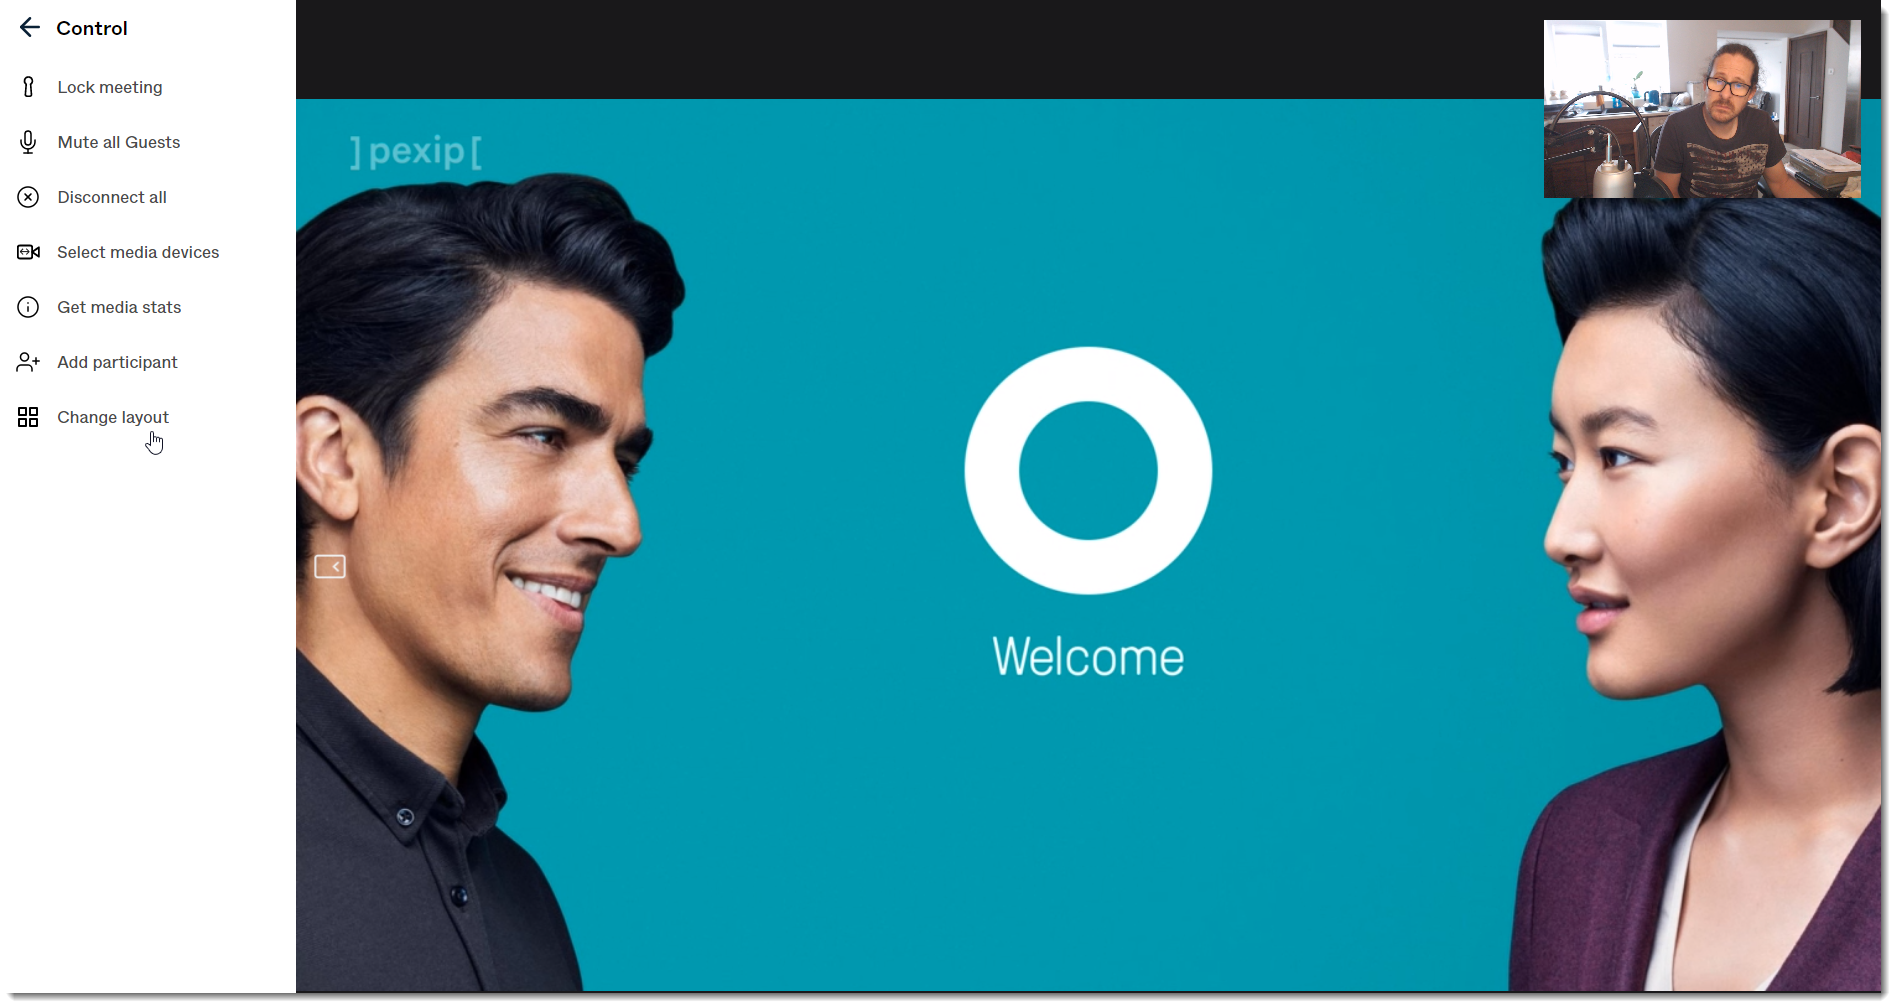 Control
Lock meeting
Mute all Guests
Disconnect all
Select media devices
Get media stats
Add participant
Change layout
]pexip[
Welcome